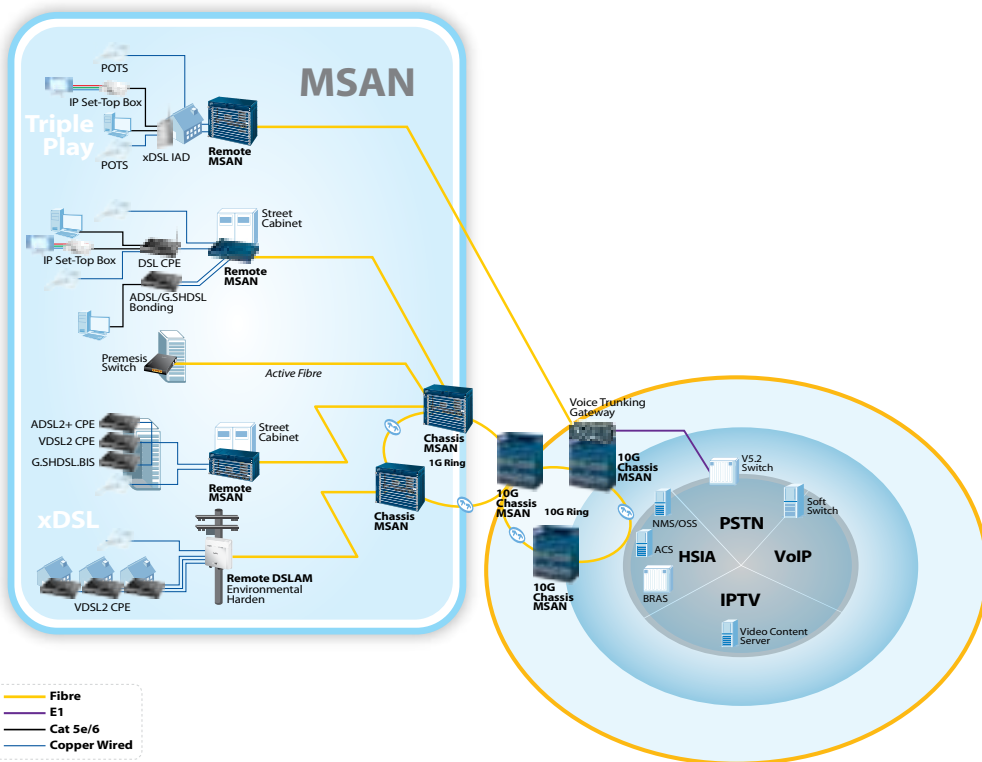 MSAN
POTS
IP Set-Top Box
Triple
Play
POTS
xDSL IAD
Remote
MSAN
Street
Cabinet
IP Set-Top Box
DSL CPE
Remote
MSAN
ADSL/G.SHDSL
Bonding
Premesis
Switch
Active Fibre
ADSL2+ CPE
VDSL2 CPE
G.SHDSL.BIS
Street
Cabinet
Remote
MSAN
Chassis
MSAN
1G Ring
Chassis
MSAN
xDSL
Remote DSLAM
Environmental
Harden
VDSL2 CPE
Voice Trunking
Gateway
10G
Chassis
MSAN
10G
Chassis
MSAN
10G Ring
10G
Chassis
MSAN
V5.2
Switch
Soft
Switch
NMS/OSS
PSTN
ACS
HSIA
VoIP
BRAS
IPTV
Video Content
Server
Fibre
E1
Cat 5e/6
Copper Wired